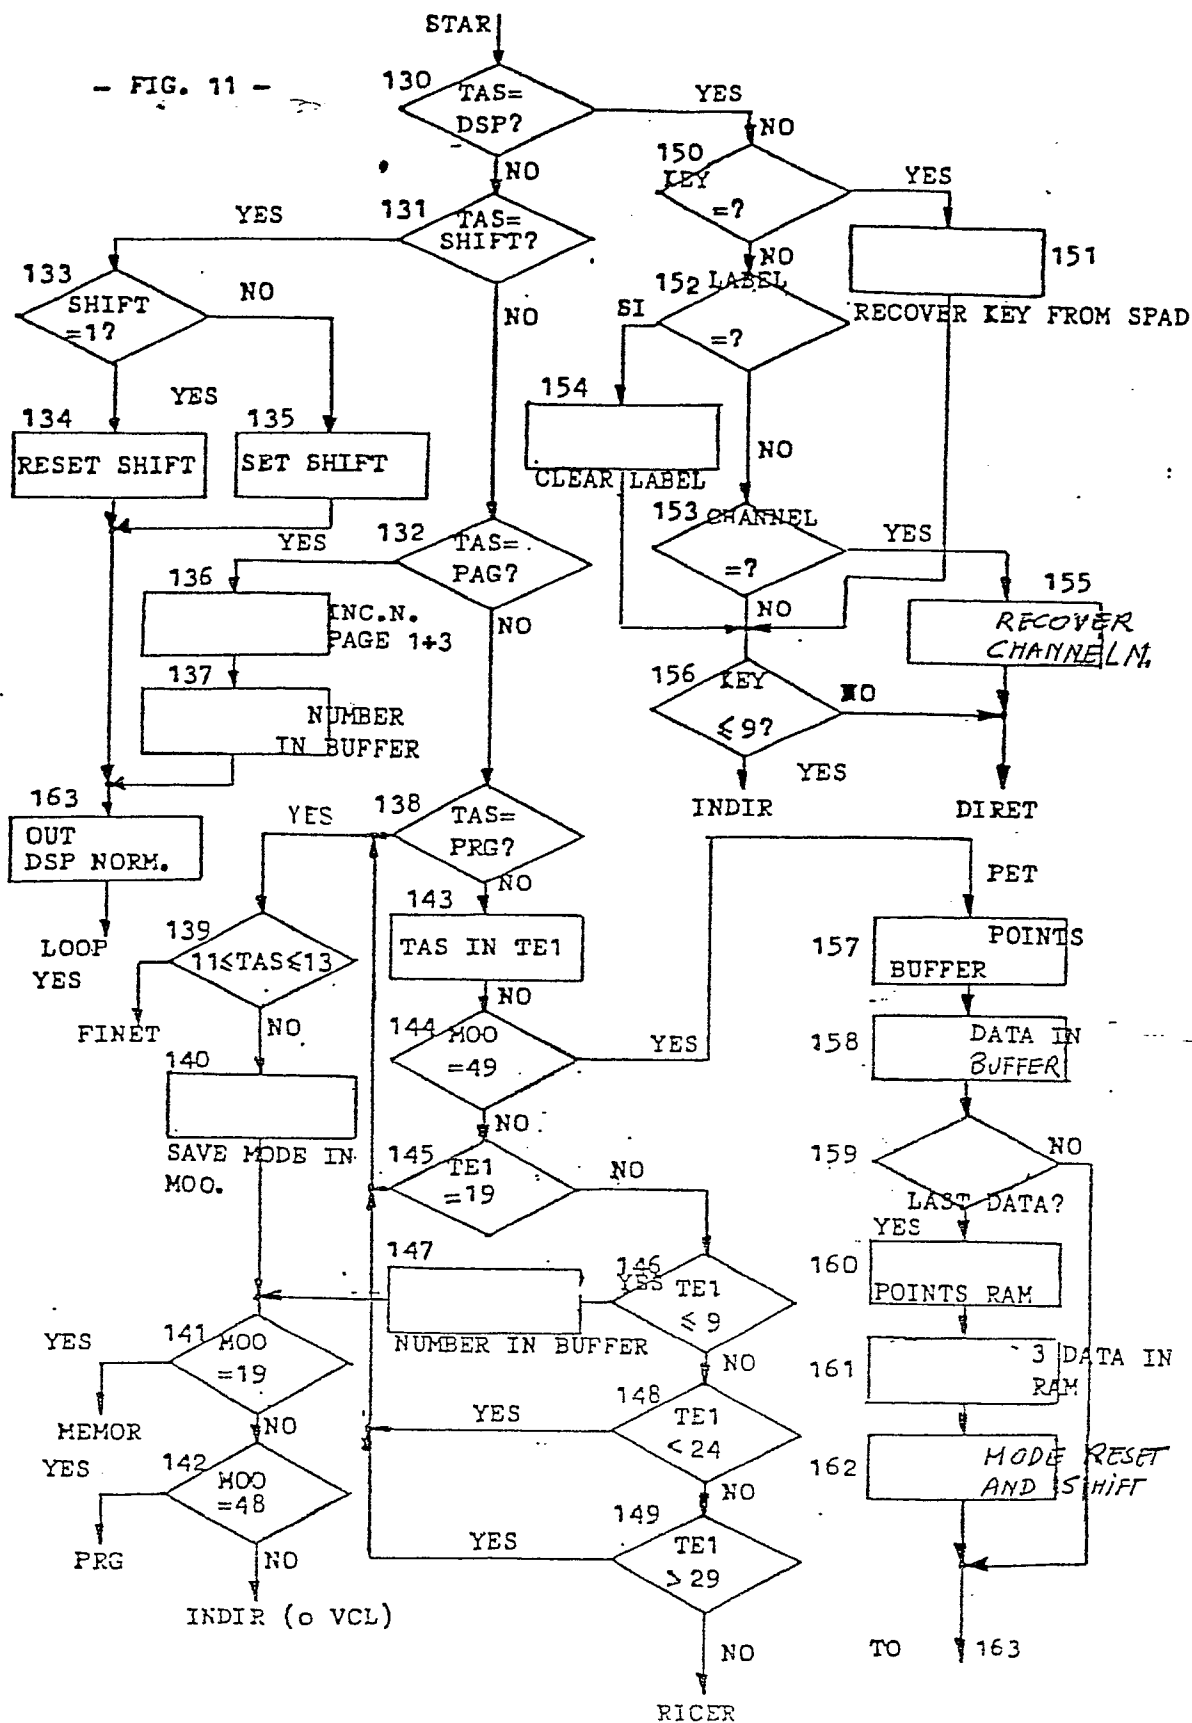 STAR
- FIG. 11 -
130
TAS=
DSP?
YES
NO
NO
150
KEY
=?
YES
131
TAS=
SHIFT?
YES
151
RECOVER KEY FROM SPAD
133
SHIFT
=1?
NO
NO
NO
152
LABEL
=?
SI
YES
154
CLEAR LABEL
134
RESET SHIFT
135
SET SHIFT
NO
153
CHANNEL
=?
YES
132
TAS=
PAG?
YES
NO
136
INC.N.
PAGE 1+3
NO
155
RECOVER
CHANNEL M.
137
NUMBER
IN BUFFER
156
KEY
≤9?
NO
YES
INDIR
DIRET
163
OUT
DSP NORM.
LOOP
138
TAS=
PRG?
YES
NO
PET
143
TAS IN TE1
NO
139
11≤TAS≤13
YES
FINET
NO
157
POINTS
BUFFER
144
MOO
=49
YES
NO
158
DATA IN
BUFFER
140
SAVE MODE IN
MOO.
145
TE1
=19
NO
159
LAST DATA?
NO
YES
147
NUMBER IN BUFFER
146
YES
TE1
≤9
NO
160
POINTS RAM
141
MOO
=19
YES
MEMOR
NO
161
3 DATA IN
RAM
148
TE1
<24
YES
NO
142
MOO
=48
YES
PRG
NO
INDIR (o VCL)
162
MODE RESET
AND SHIFT
149
TE1
>29
YES
NO
RICER
TO
163